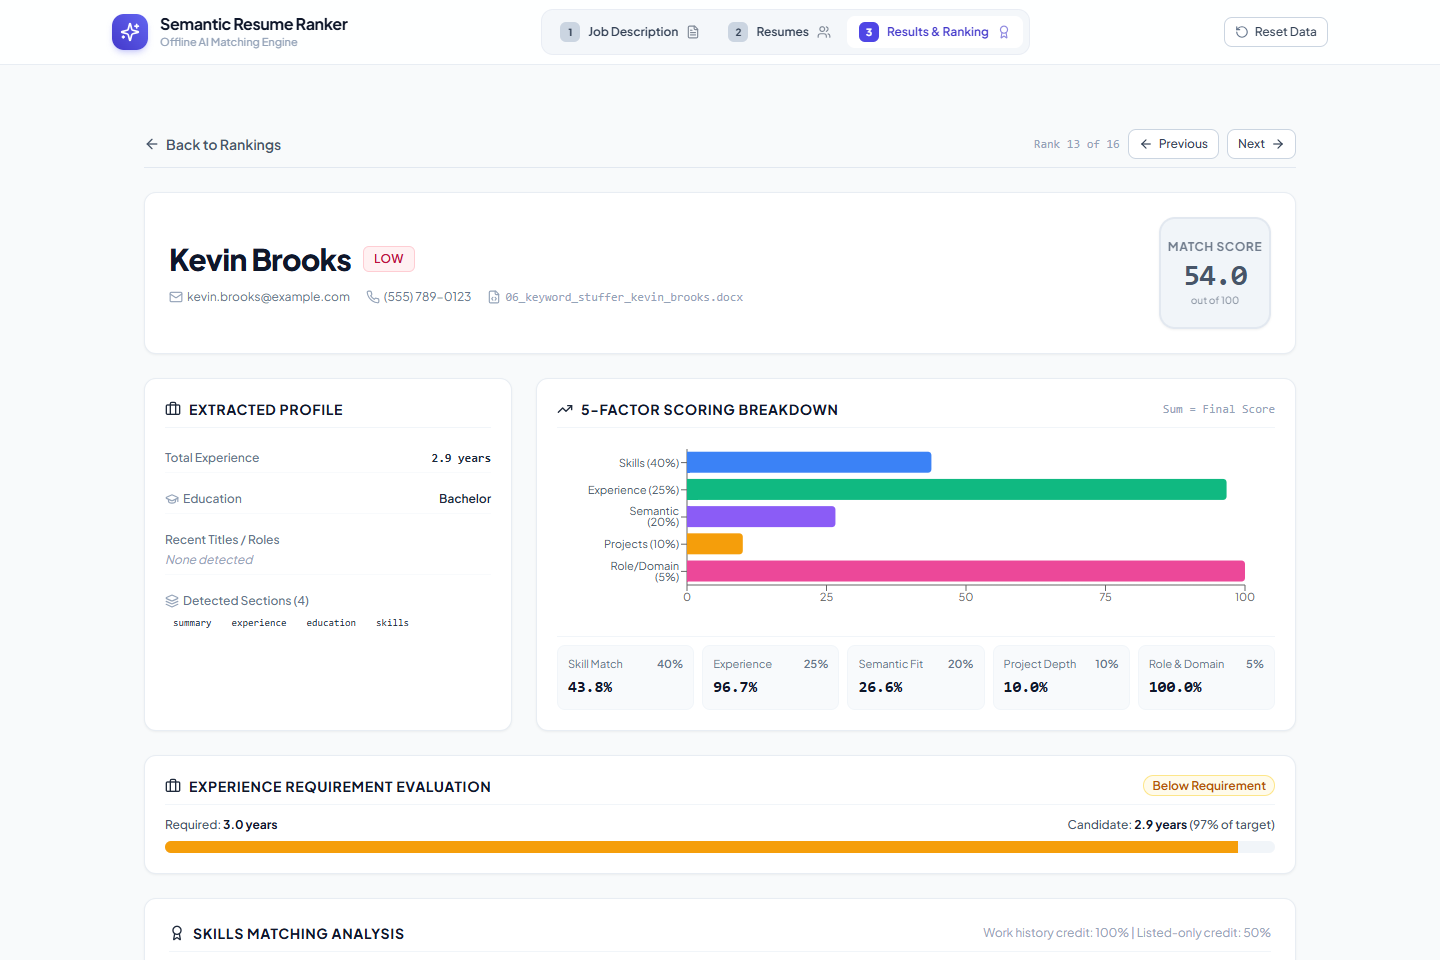 Semantic Resume Ranker
Offline AI Matching Engine
1 Job Description
2 Resumes
3 Results & Ranking
Reset Data
Back to Rankings
Rank 13 of 16
Previous
Next
Kevin Brooks
LOW
kevin.brooks@example.com
(555) 789-0123
06_keyword_stuffer_kevin_brooks.docx
MATCH SCORE
54.0
out of 100
EXTRACTED PROFILE
Total Experience 2.9 years
Education Bachelor
Recent Titles / Roles
None detected
Detected Sections (4)
summary experience education skills
5-FACTOR SCORING BREAKDOWN
Sum = Final Score
Skills (40%)
Experience (25%)
Semantic
(20%)
Projects (10%)
Role/Domain
(5%)
0 25 50 75 100
Skill Match 40%
43.8%
Experience 25%
96.7%
Semantic Fit 20%
26.6%
Project Depth 10%
10.0%
Role & Domain 5%
100.0%
EXPERIENCE REQUIREMENT EVALUATION
Below Requirement
Required: 3.0 years
Candidate: 2.9 years (97% of target)
SKILLS MATCHING ANALYSIS
Work history credit: 100% | Listed-only credit: 50%